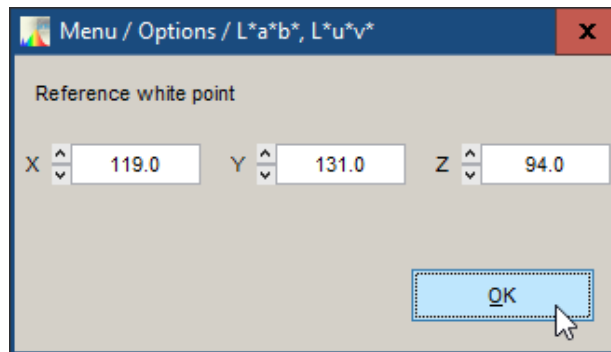 Menu / Options / L*a*b*, L*u*v*
x
Reference white point
X 119.0 Y 131.0 Z 94.0
OK